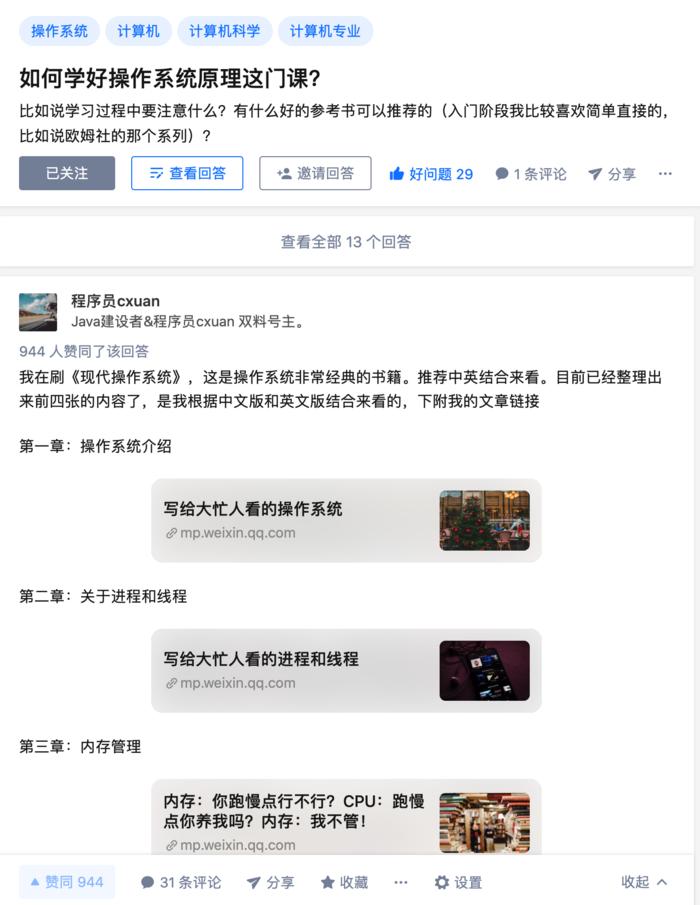 操作系统 计算机 计算机科学 计算机专业
如何学好操作系统原理这门课?
比如说学习过程中要注意什么？有什么好的参考书可以推荐的（入门阶段我比较喜欢简单直接的，
比如说欧姆社的那个系列）?
已关注 查看回答 邀请回答 好问题 29 1 条评论 分享 ···
查看全部 13 个回答
程序员cxuan
Java建设者&程序员cxuan 双料号主。
944 人赞同了该回答
我在刷《现代操作系统》，这是操作系统非常经典的书籍。推荐中英结合来看。目前已经整理出
来前四张的内容了，是我根据中文版和英文版结合来看的，下附我的文章链接
第一章：操作系统介绍
写给大忙人看的操作系统
mp.weixin.qq.com
第二章：关于进程和线程
写给大忙人看的进程和线程
mp.weixin.qq.com
第三章：内存管理
内存：你跑慢点行不行？CPU：跑慢
点你养我吗？内存：我不管！
mp.weixin.qq.com
赞同 944 31 条评论 分享 收藏 ··· 设置 收起